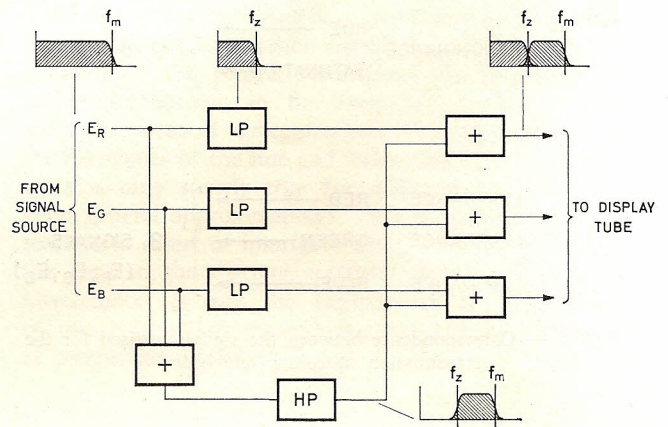 fm
fz
fz fm
ER
LP
+
FROM
SIGNAL
SOURCE
EG
LP
+
TO DISPLAY
TUBE
EB
LP
+
+
HP
fz fm